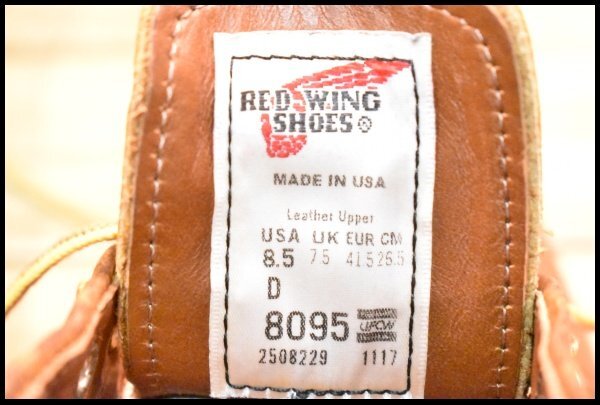 RED WING
SHOES®
MADE IN USA
Leather Upper
USA UK EUR CM
8.5 7.5 41.5 26.5
D
8095 UFCW
2508229 1117